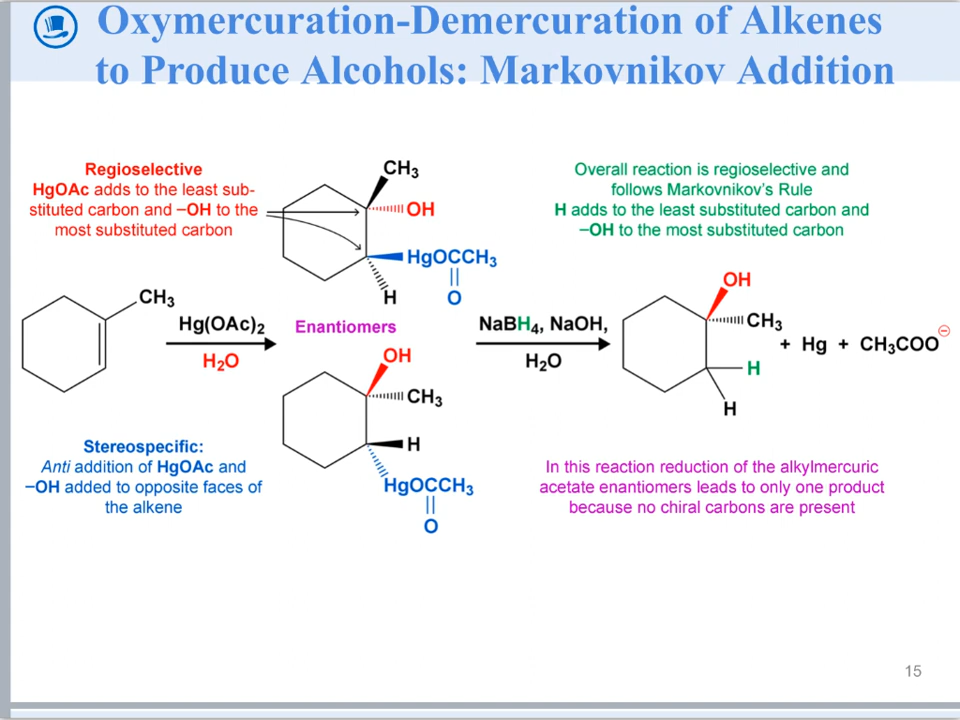 Oxymercuration-Demercuration of Alkenes
to Produce Alcohols: Markovnikov Addition
Regioselective
HgOAc adds to the least sub-
stituted carbon and –OH to the
most substituted carbon
CH3
OH
HgOCCH3
O
H
Overall reaction is regioselective and
follows Markovnikov's Rule
H adds to the least substituted carbon and
–OH to the most substituted carbon
CH3
Hg(OAc)2
H2O
Enantiomers
OH
CH3
H
HgOCCH3
O
NaBH4, NaOH,
H2O
OH
CH3
H
H
+ Hg + CH3COO⊖
Stereospecific:
Anti addition of HgOAc and
–OH added to opposite faces of
the alkene
In this reaction reduction of the alkylmercuric
acetate enantiomers leads to only one product
because no chiral carbons are present
15